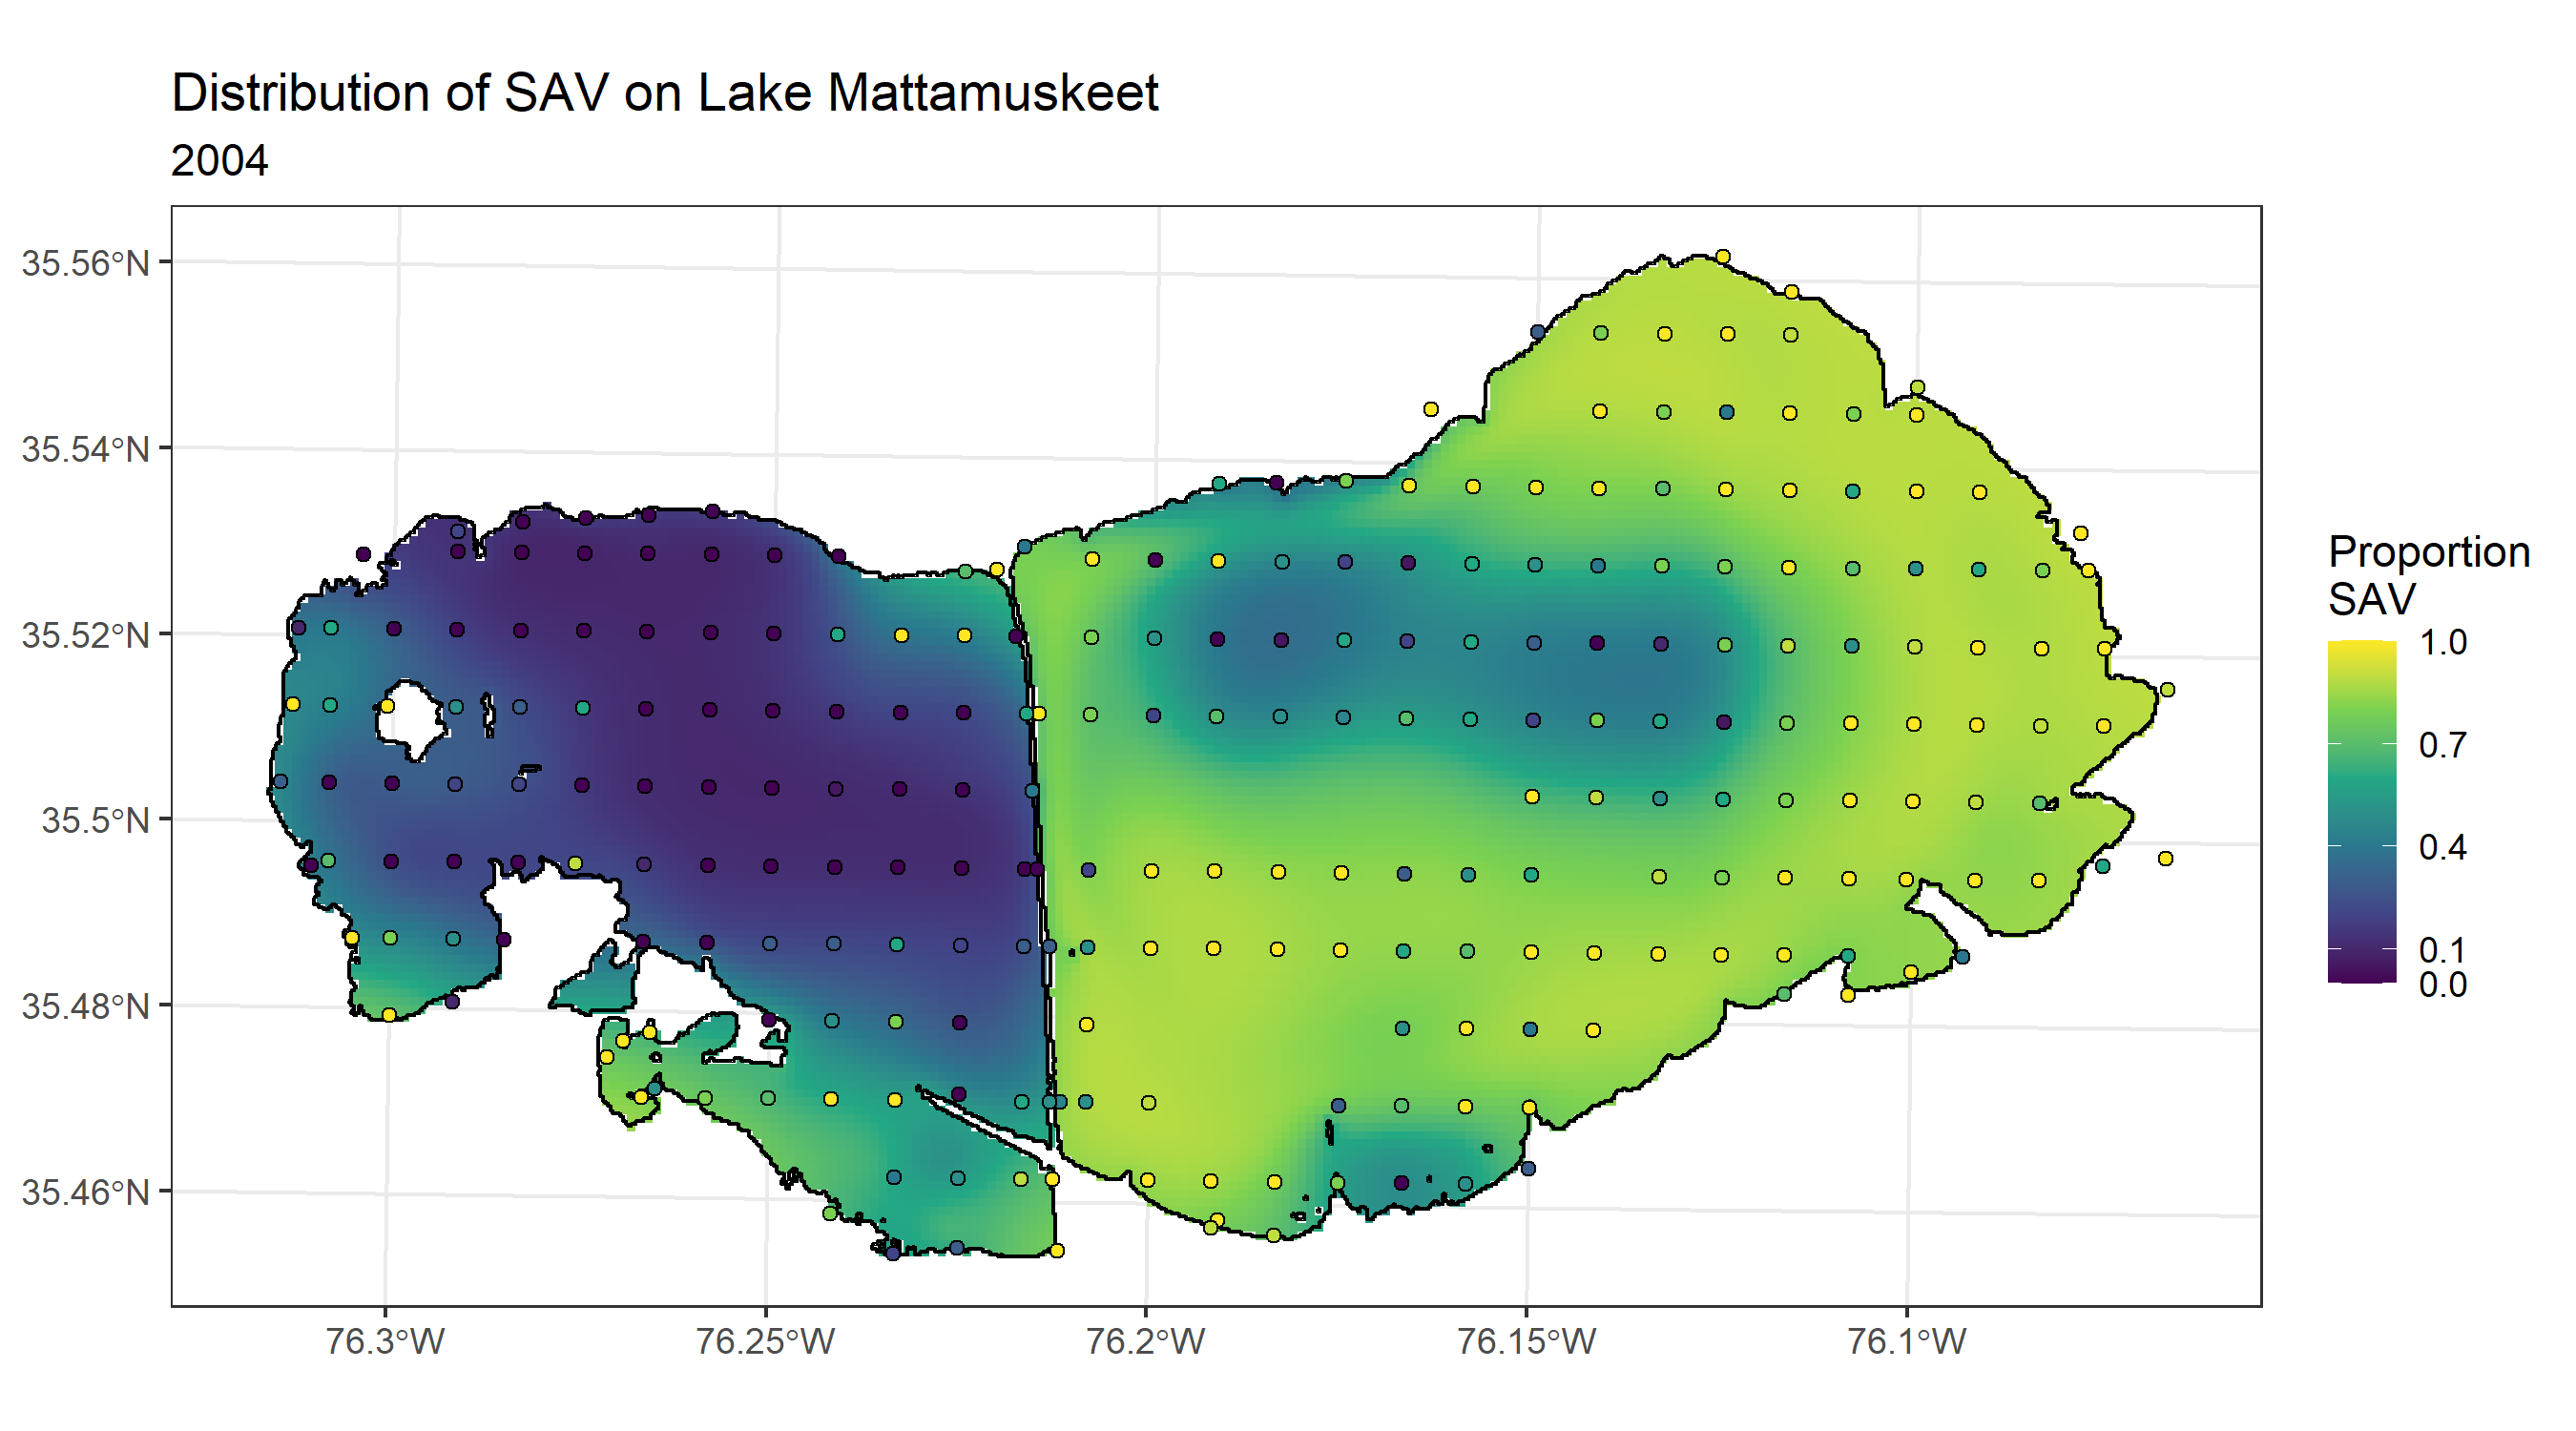 Distribution of SAV on Lake Mattamuskeet
2004
35.56°N
35.54°N
35.52°N
35.5°N
35.48°N
35.46°N
76.3°W
76.25°W
76.2°W
76.15°W
76.1°W
Proportion
SAV
1.0
0.7
0.4
0.1
0.0